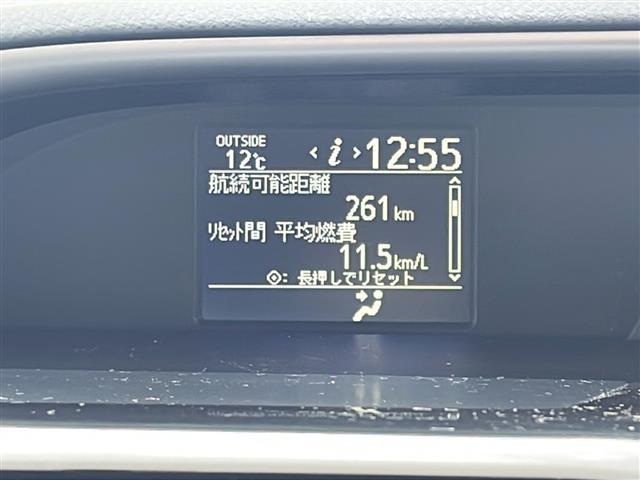 OUTSIDE
12℃ < i > 12:55
航続可能距離
261 km
リセット間 平均燃費
11.5 km/L
: 長押しでリセット